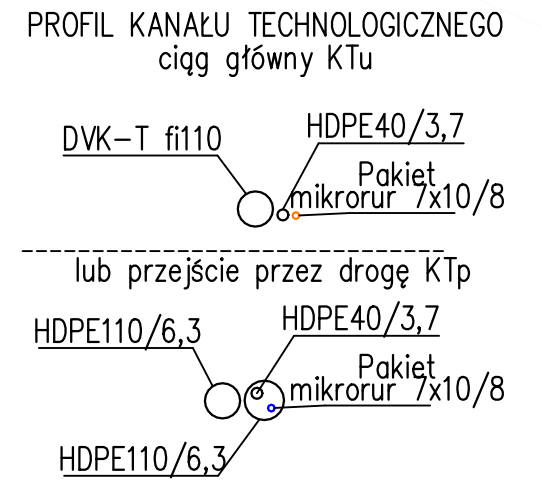 PROFIL KANAŁU TECHNOLOGICZNEGO
ciąg główny KTu
HDPE40/3,7
DVK-T fi110
Pakiet
mikrorur 7x10/8
lub przejście przez drogę KTp
HDPE40/3,7
HDPE110/6,3
Pakiet
mikrorur 7x10/8
HDPE110/6,3